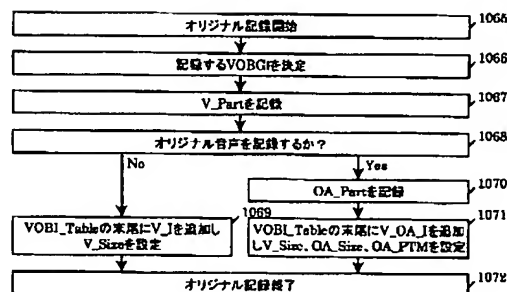 オリジナル記録開始
1065
記録するVOBGIを決定
1066
V_Partを記録
1067
オリジナル音声を記録するか?
1068
No
Yes
OA_Partを記録
1070
VOBI_Tableの末尾にV_Iを追加し
V_Sizeを設定
1069
VOBI_Tableの末尾にV_OA_Iを追加
しV_Size、OA_Size、OA_PTMを設定
1071
オリジナル記録終了
1072